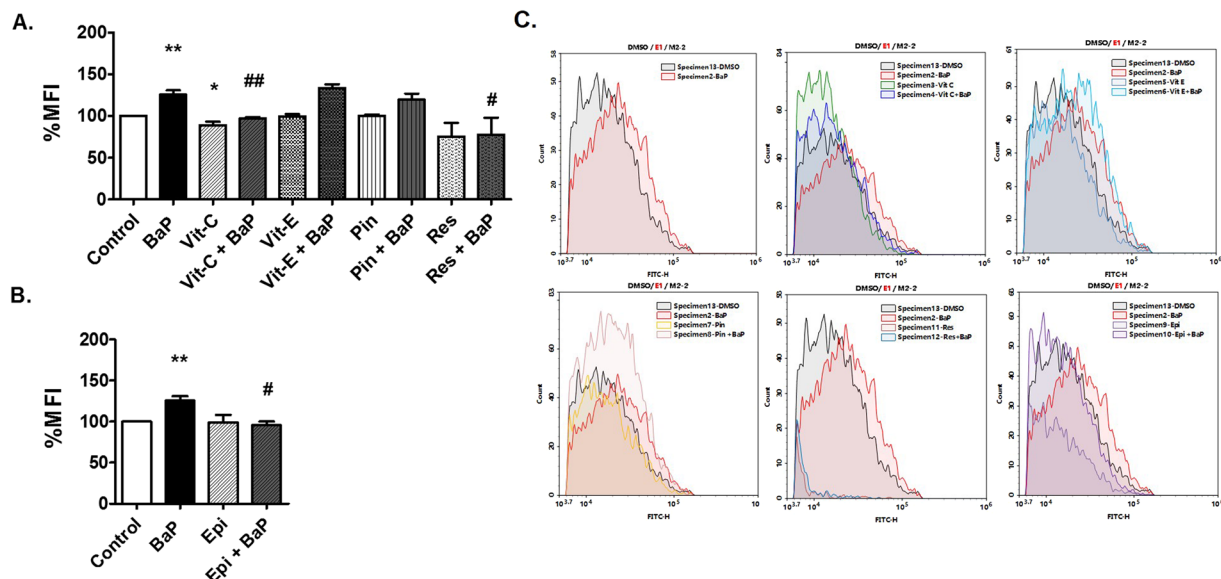 A.
%MFI
200
150
100
50
0
**
*
##
#
Control
BaP
Vit-C
Vit-C + BaP
Vit-E
Vit-E + BaP
Pin
Pin + BaP
Res
Res + BaP
B.
%MFI
200
150
100
50
0
**
#
Control
BaP
Epi
Epi + BaP
C.
DMSO/ E1 / M2-2
Specimen13-DMSO
Specimen2-BaP
Count
FITC-H
DMSO/ E1 / M2-2
Specimen13-DMSO
Specimen2-BaP
Specimen3-Vit C
Specimen4-Vit C+BaP
Count
FITC-H
DMSO/ E1 / M2-2
Specimen13-DMSO
Specimen2-BaP
Specimen5-Vit E
Specimen6-Vit E+BaP
Count
FITC-H
DMSO/ E1 / M2-2
Specimen13-DMSO
Specimen2-BaP
Specimen7-Pin
Specimen8-Pin +BaP
Count
FITC-H
DMSO/ E1 / M2-2
Specimen13-DMSO
Specimen2-BaP
Specimen11-Res
Specimen12-Res+BaP
Count
FITC-H
DMSO/ E1 / M2-2
Specimen13-DMSO
Specimen2-BaP
Specimen9-Epi
Specimen10-Epi +BaP
Count
FITC-H